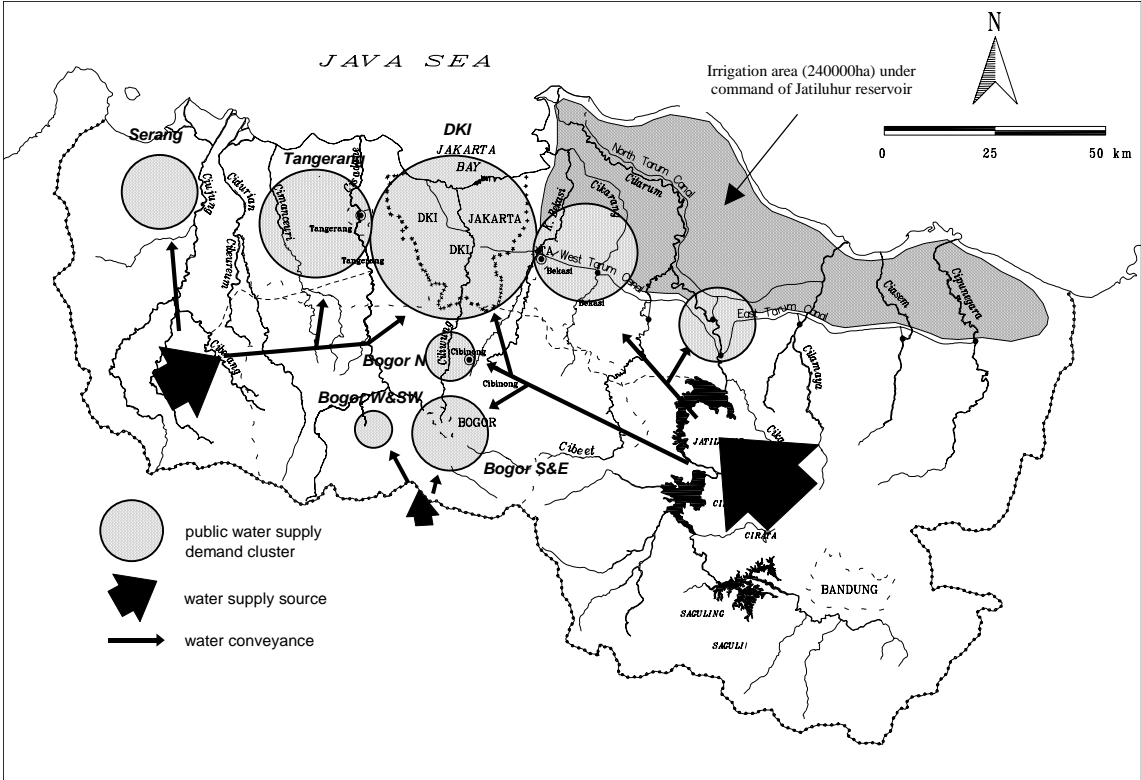 N
JAVA SEA
Irrigation area (240000ha) under
command of Jatiluhur reservoir
0 25 50 km
Serang
DKI
JAKARTA
BAY
Tangerang
North Tarum Canal
Cisadane
Ciujung
Cidurian
Cimanceuri
K. Bekasi
Cikarang
Citarum
DKI
JAKARTA
Tangerang
DKI
Tangerang
West Tarum Canal
Bekasi
Bekasi
Cibeureum
Ciasem
Cipunegara
East Tarum Canal
Ciberang
Ciliwung
Bogor N
Cibinong
Cibinong
Cilamaya
Bogor W&SW
BOGOR
Cibeet
Bogor S&E
CIRATA
BANDUNG
SAGULING
public water supply
demand cluster
water supply source
water conveyance